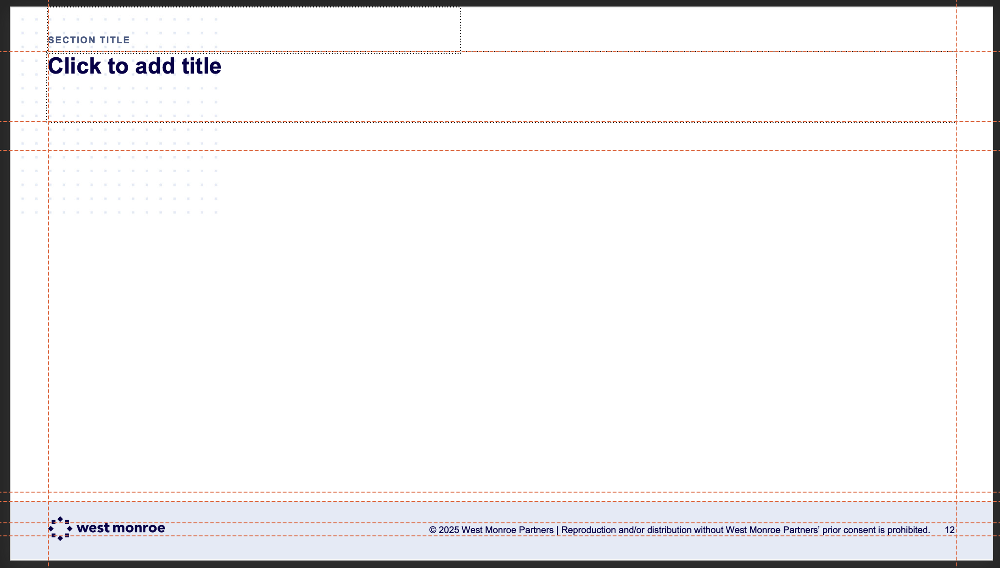 SECTION TITLE
Click to add title
west monroe
© 2025 West Monroe Partners | Reproduction and/or distribution without West Monroe Partners’ prior consent is prohibited. 12